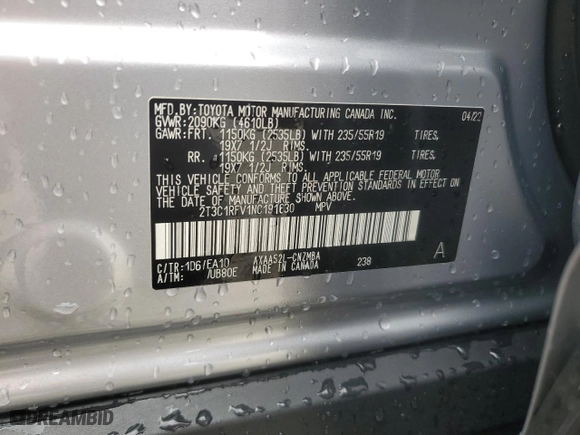 MFD.BY:TOYOTA MOTOR MANUFACTURING CANADA INC. 04/22
GVWR:2090KG (4610LB)
GAWR:FRT. 1150KG (2535LB) WITH 235/55R19 TIRES,
19X7 1/2J RIMS.
RR. 1150KG (2535LB) WITH 235/55R19 TIRES,
19X7 1/2J RIMS.
THIS VEHICLE CONFORMS TO ALL APPLICABLE FEDERAL MOTOR
VEHICLE SAFETY AND THEFT PREVENTION STANDARDS IN EFFECT
ON THE DATE OF MANUFACTURE SHOWN ABOVE.
2T3C1RFV1NC191630 MPV
C/TR:1D6/EA10 AXAA52L-CNZMBA 238 A
A/TM: /UB80E MADE IN CANADA
DREAMBID